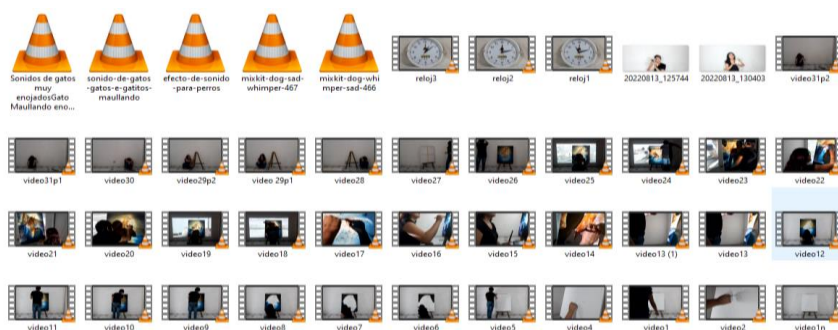 Sonidos de gatos
muy
enojadosGato
Maullando eno...
sonido-de-gatos
-gatos-e-gatitos-
maullando
efecto-de-sonido
-para-perros
mixkit-dog-sad-
whimper-467
mixkit-dog-whi
mper-sad-466
reloj3
reloj2
reloj1
20220813_125744
20220813_130403
video31p2
video31p1
video30
video29p2
video 29p1
video28
video27
video26
video25
video24
video23
video22
video21
video20
video19
video18
video17
video16
video15
video14
video13 (1)
video13
video12
video11
video10
video9
video8
video7
video6
video5
video4
video1
video2